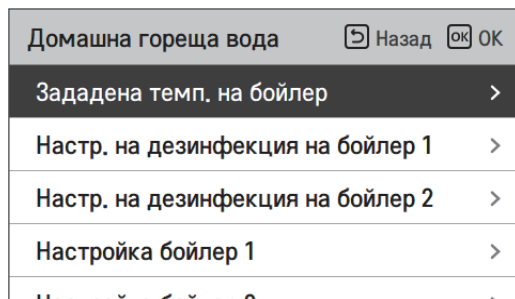 Домашна гореща вода Назад ок OK
Зададена темп. на бойлер
Настр. на дезинфекция на бойлер 1
Настр. на дезинфекция на бойлер 2
Настройка бойлер 1